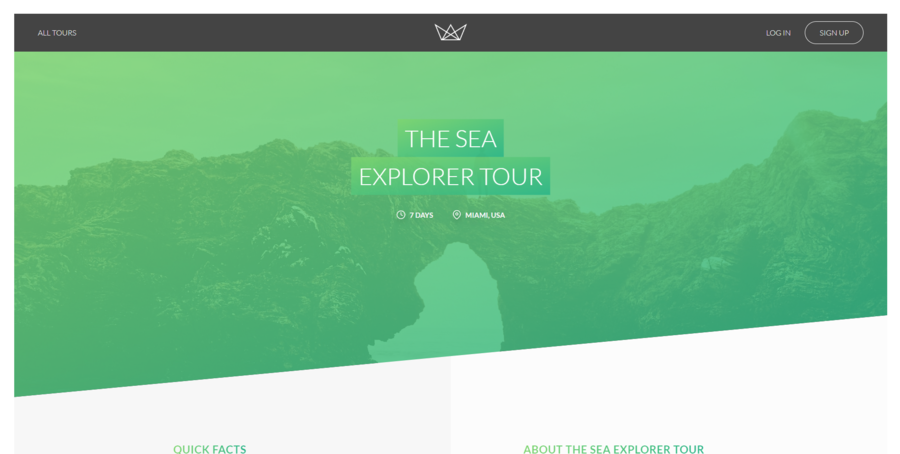 ALL TOURS
LOG IN
SIGN UP
THE SEA
EXPLORER TOUR
7 DAYS
MIAMI, USA
QUICK FACTS
ABOUT THE SEA EXPLORER TOUR